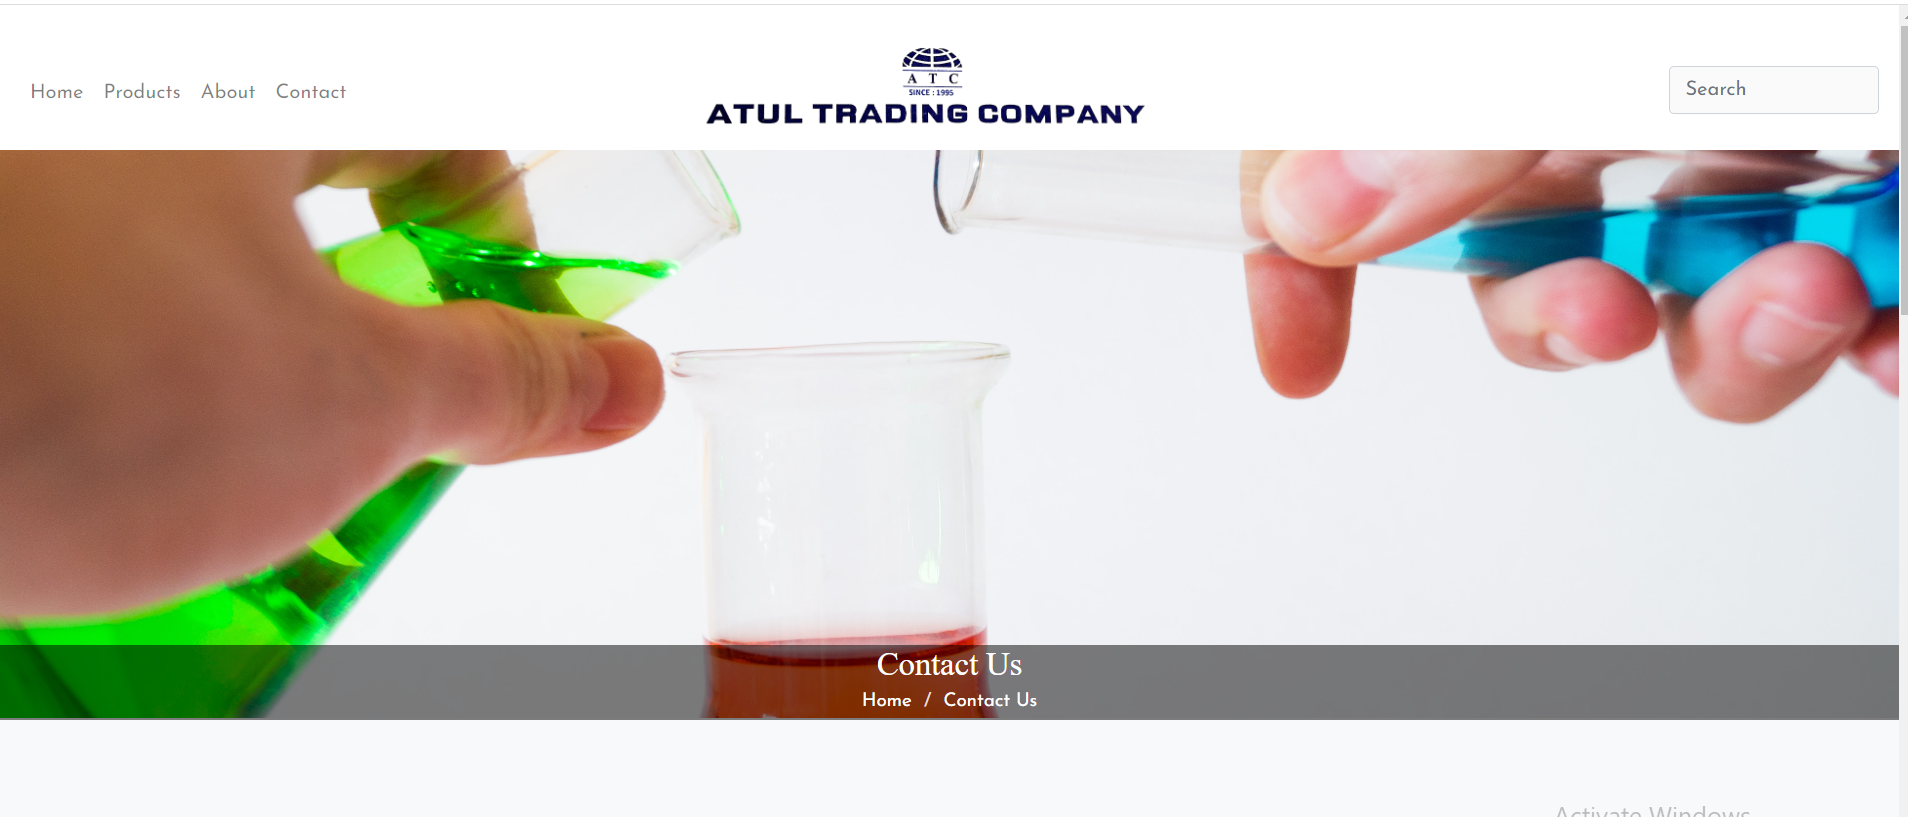 Home Products About Contact
A T C
SINCE : 1995
ATUL TRADING COMPANY
Search
Contact Us
Home / Contact Us
Activate Windows